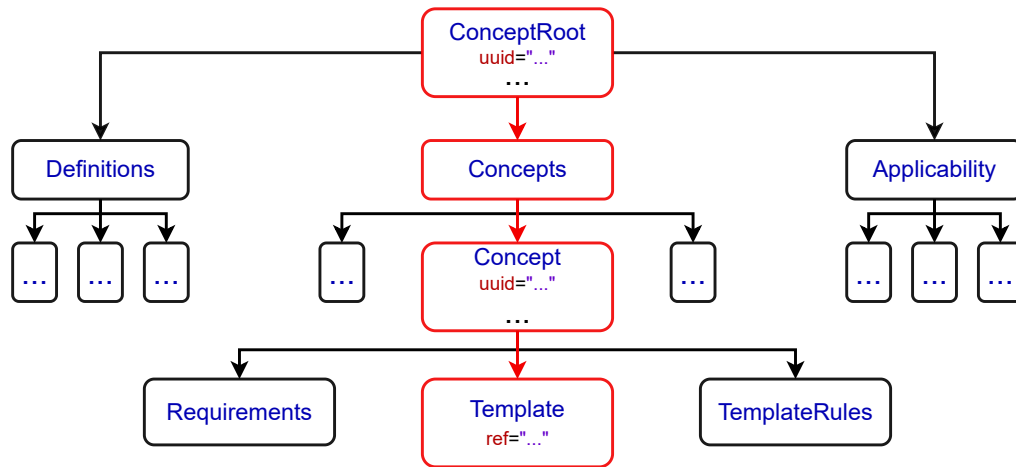 ConceptRoot
uuid="..."
...
Definitions
Concepts
Applicability
...
...
...
...
Concept
uuid="..."
...
...
...
...
...
Requirements
Template
ref="..."
TemplateRules